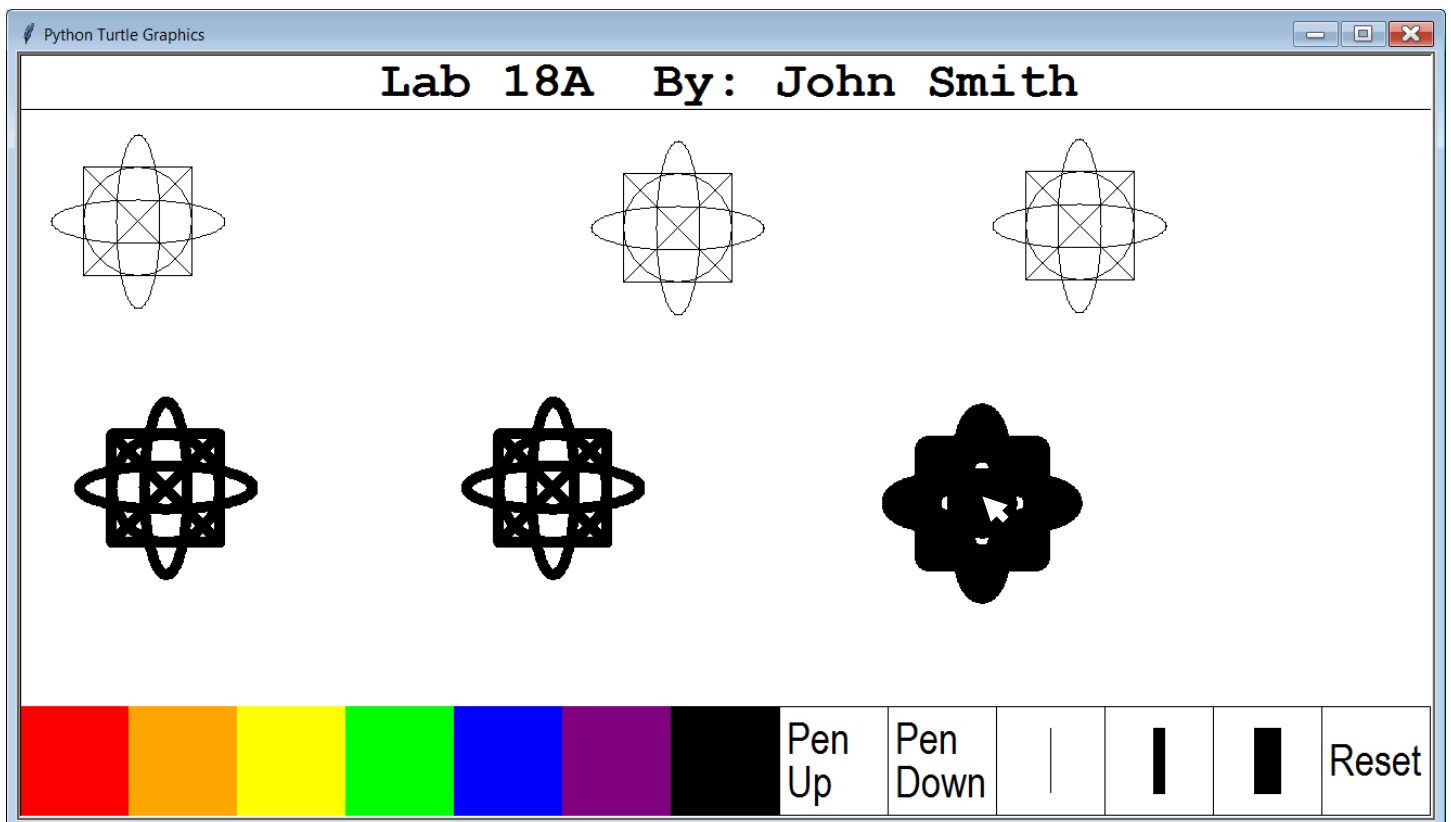 Python Turtle Graphics
Lab 18A  By: John Smith
Pen
Up
Pen
Down
Reset